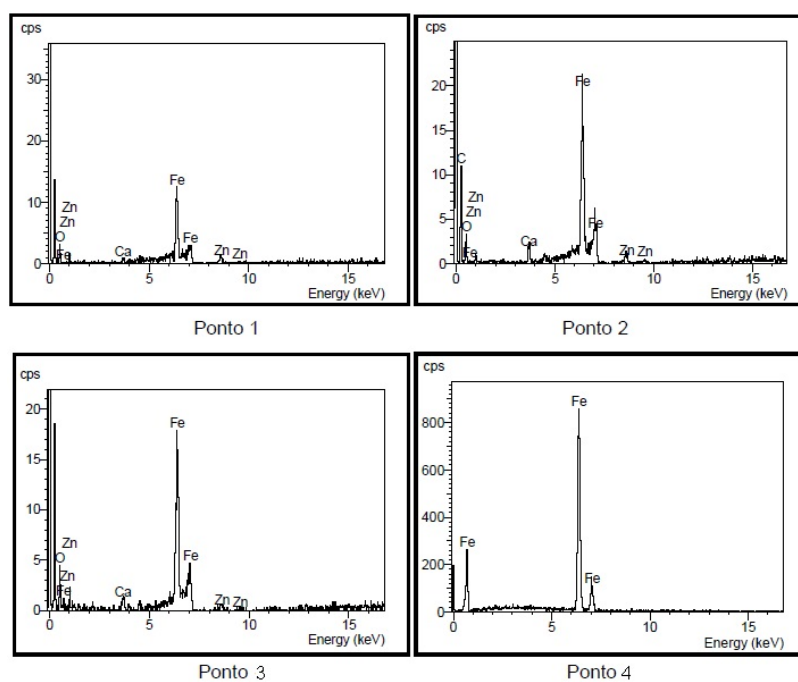 cps
30
20
10
0
Zn
Zn
O
Fe
Ca
Fe
Fe
Zn
Zn
0 5 10 15
Energy (keV)
Ponto 1
cps
20
15
10
5
0
C
Zn
Zn
O
Fe
Ca
Fe
Fe
Zn
Zn
0 5 10 15
Energy (keV)
Ponto 2
cps
20
15
10
5
0
Zn
O
Zn
Fe
Ca
Fe
Fe
Zn
Zn
0 5 10 15
Energy (keV)
Ponto 3
cps
800
600
400
200
0
Fe
Fe
Fe
0 5 10 15
Energy (keV)
Ponto 4